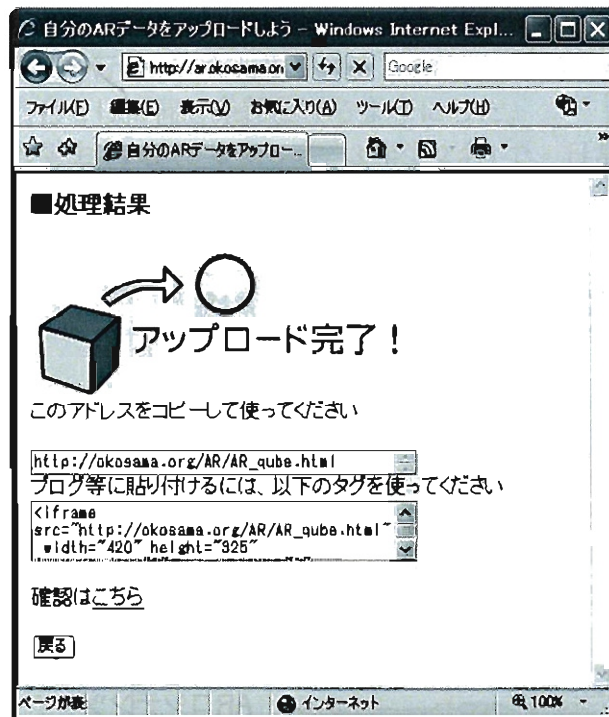 自分のARデータをアップロードしよう - Windows Internet Expl...
http://ar.okosama.on
Google
ファイル(F) 編集(E) 表示(V) お気に入り(A) ツール(T) ヘルプ(H)
自分のARデータをアップロー...
■処理結果
アップロード完了！
このアドレスをコピーして使ってください
http://okosama.org/AR/AR_qube.html
ブログ等に貼り付けるには、以下のタグを使ってください
<iframe
src="http://okosama.org/AR/AR_qube.html"
width="420" height="325"
確認はこちら
戻る
ページが表
インターネット
100%